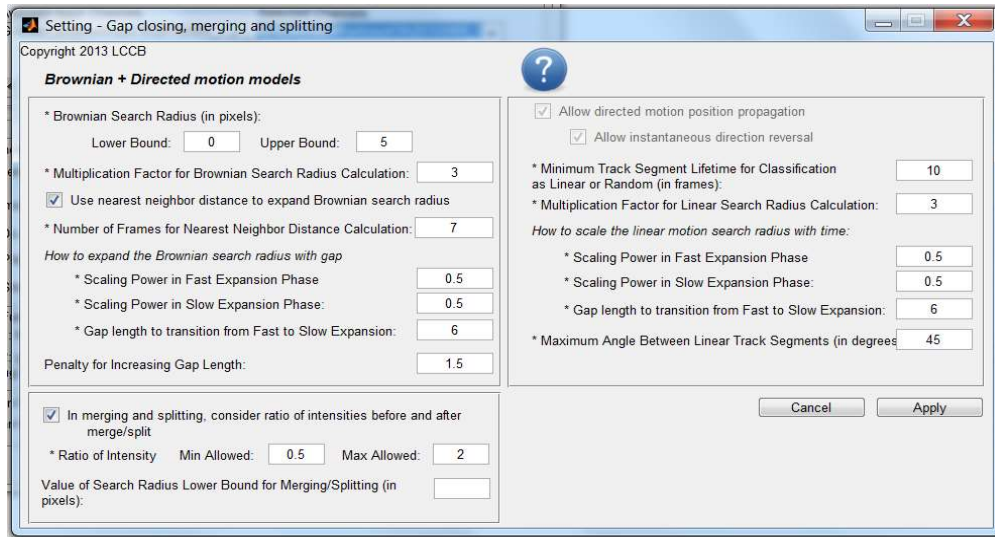 Setting - Gap closing, merging and splitting
Copyright 2013 LCCB
Brownian + Directed motion models
?
* Brownian Search Radius (in pixels):
Lower Bound: 0 Upper Bound: 5
* Multiplication Factor for Brownian Search Radius Calculation: 3
Use nearest neighbor distance to expand Brownian search radius
* Number of Frames for Nearest Neighbor Distance Calculation: 7
How to expand the Brownian search radius with gap
* Scaling Power in Fast Expansion Phase 0.5
* Scaling Power in Slow Expansion Phase: 0.5
* Gap length to transition from Fast to Slow Expansion: 6
Penalty for Increasing Gap Length: 1.5
In merging and splitting, consider ratio of intensities before and after
merge/split
* Ratio of Intensity Min Allowed: 0.5 Max Allowed: 2
Value of Search Radius Lower Bound for Merging/Splitting (in
pixels):
Allow directed motion position propagation
Allow instantaneous direction reversal
* Minimum Track Segment Lifetime for Classification
as Linear or Random (in frames): 10
* Multiplication Factor for Linear Search Radius Calculation: 3
How to scale the linear motion search radius with time:
* Scaling Power in Fast Expansion Phase 0.5
* Scaling Power in Slow Expansion Phase: 0.5
* Gap length to transition from Fast to Slow Expansion: 6
* Maximum Angle Between Linear Track Segments (in degrees 45
Cancel Apply